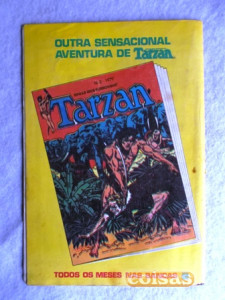 OUTRA SENSACIONAL
AVENTURA DE Tarzan
Tarzan
TODOS OS MESES NAS BANCAS
coisas